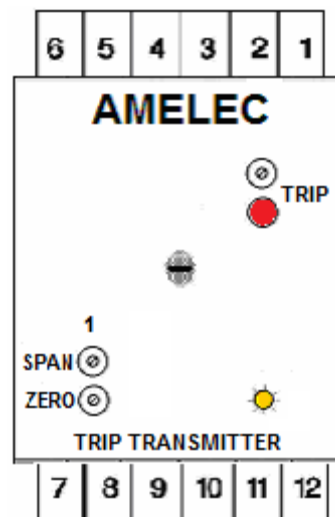 6 5 4 3 2 1
AMELEC
TRIP
1
SPAN
ZERO
TRIP TRANSMITTER
7 8 9 10 11 12